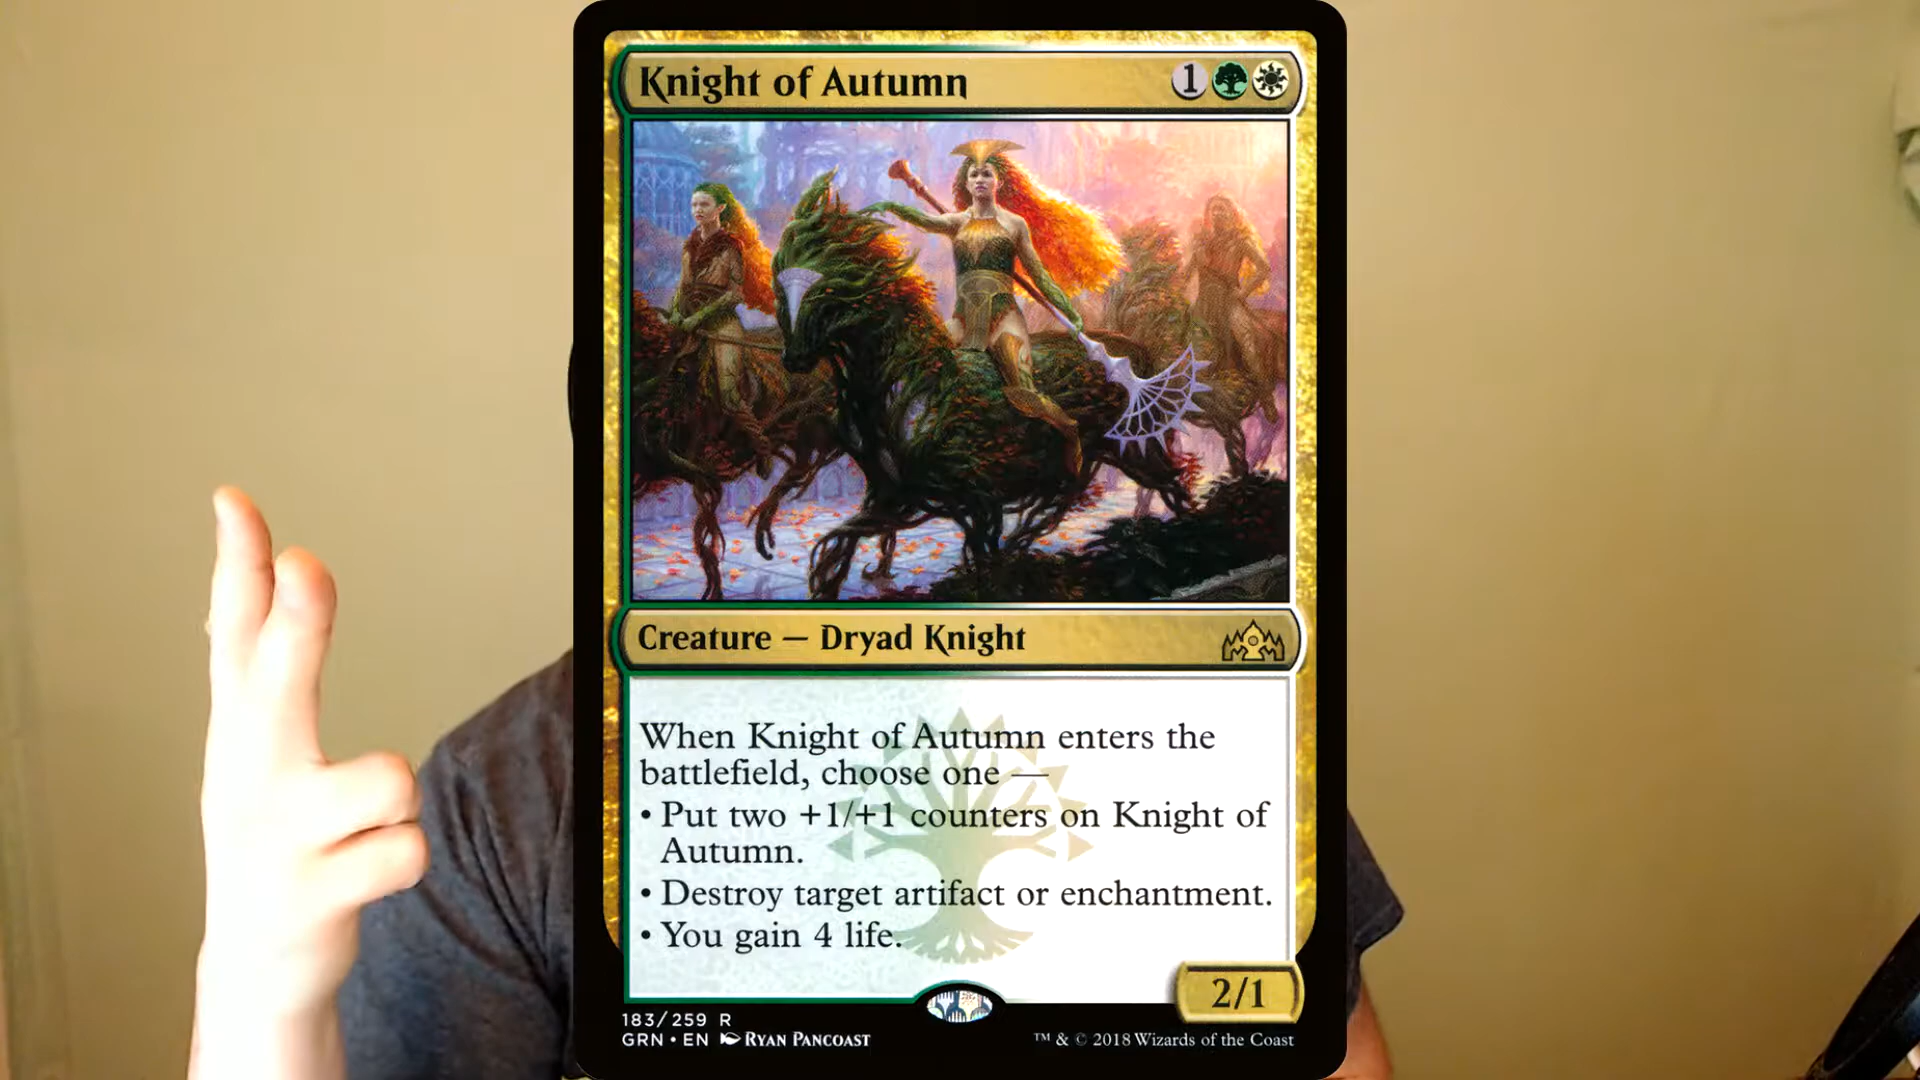 Knight of Autumn 1
Creature — Dryad Knight
When Knight of Autumn enters the
battlefield, choose one —
• Put two +1/+1 counters on Knight of
Autumn.
• Destroy target artifact or enchantment.
• You gain 4 life.
2/1
183/259 R
GRN • EN Ryan Pancoast
™ & © 2018 Wizards of the Coast